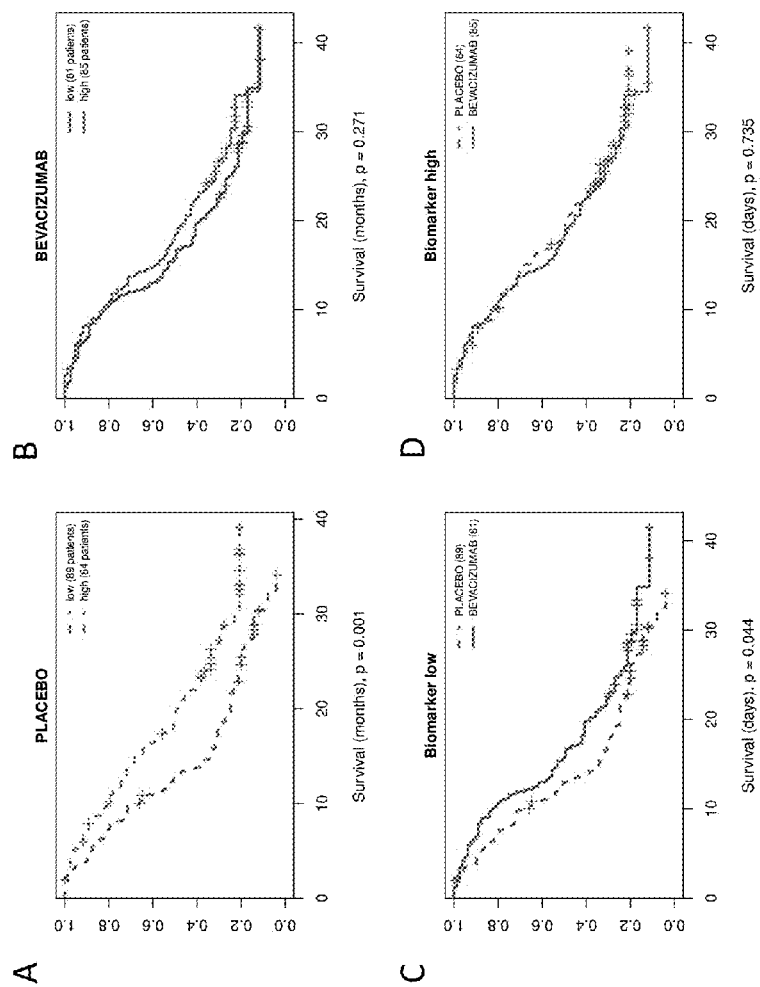 A
PLACEBO
low (89 patients)
high (64 patients)
1.0
0.8
0.6
0.4
0.2
0.0
0
10
20
30
40
Survival (months), p = 0.001
B
BEVACIZUMAB
low (61 patients)
high (85 patients)
1.0
0.8
0.6
0.4
0.2
0.0
0
10
20
30
40
Survival (months), p = 0.271
C
Biomarker low
PLACEBO (89)
BEVACIZUMAB (61)
1.0
0.8
0.6
0.4
0.2
0.0
0
10
20
30
40
Survival (days), p = 0.044
D
Biomarker high
PLACEBO (64)
BEVACIZUMAB (85)
1.0
0.8
0.6
0.4
0.2
0.0
0
10
20
30
40
Survival (days), p = 0.735